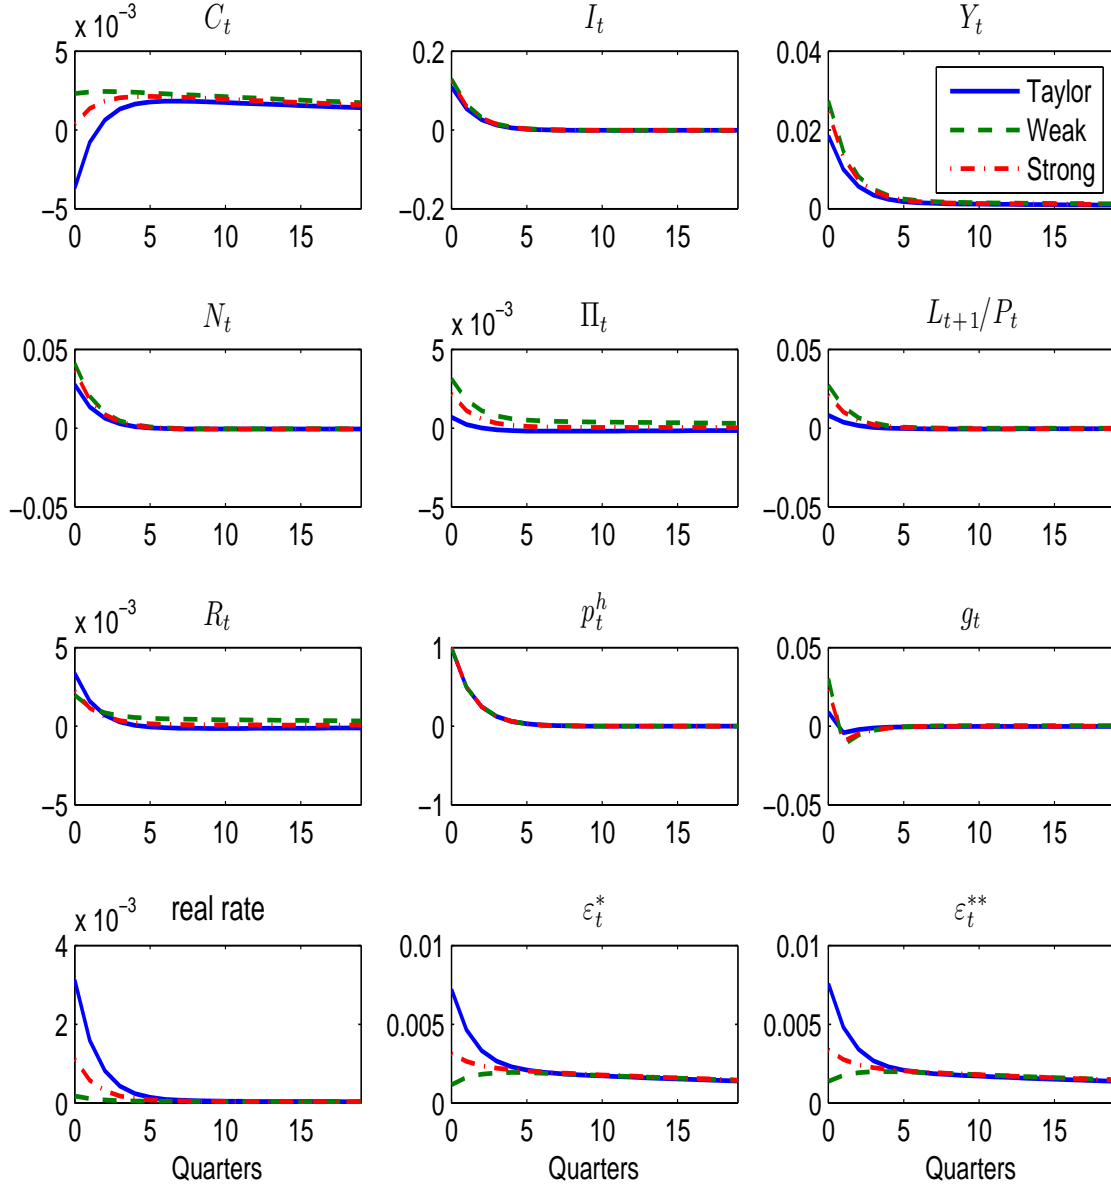 C_t
x 10^−3
5
0
−5
0 5 10 15
I_t
0.2
0
−0.2
0 5 10 15
Y_t
0.04
0.02
0
0 5 10 15
Taylor
Weak
Strong
N_t
0.05
0
−0.05
0 5 10 15
Π_t
x 10^−3
5
0
−5
0 5 10 15
L_{t+1}/P_t
0.05
0
−0.05
0 5 10 15
R_t
x 10^−3
5
0
−5
0 5 10 15
p_t^h
1
0
−1
0 5 10 15
g_t
0.05
0
−0.05
0 5 10 15
real rate
x 10^−3
4
2
0
0 5 10 15
Quarters
ε_t^*
0.01
0.005
0
0 5 10 15
Quarters
ε_t^{**}
0.01
0.005
0
0 5 10 15
Quarters